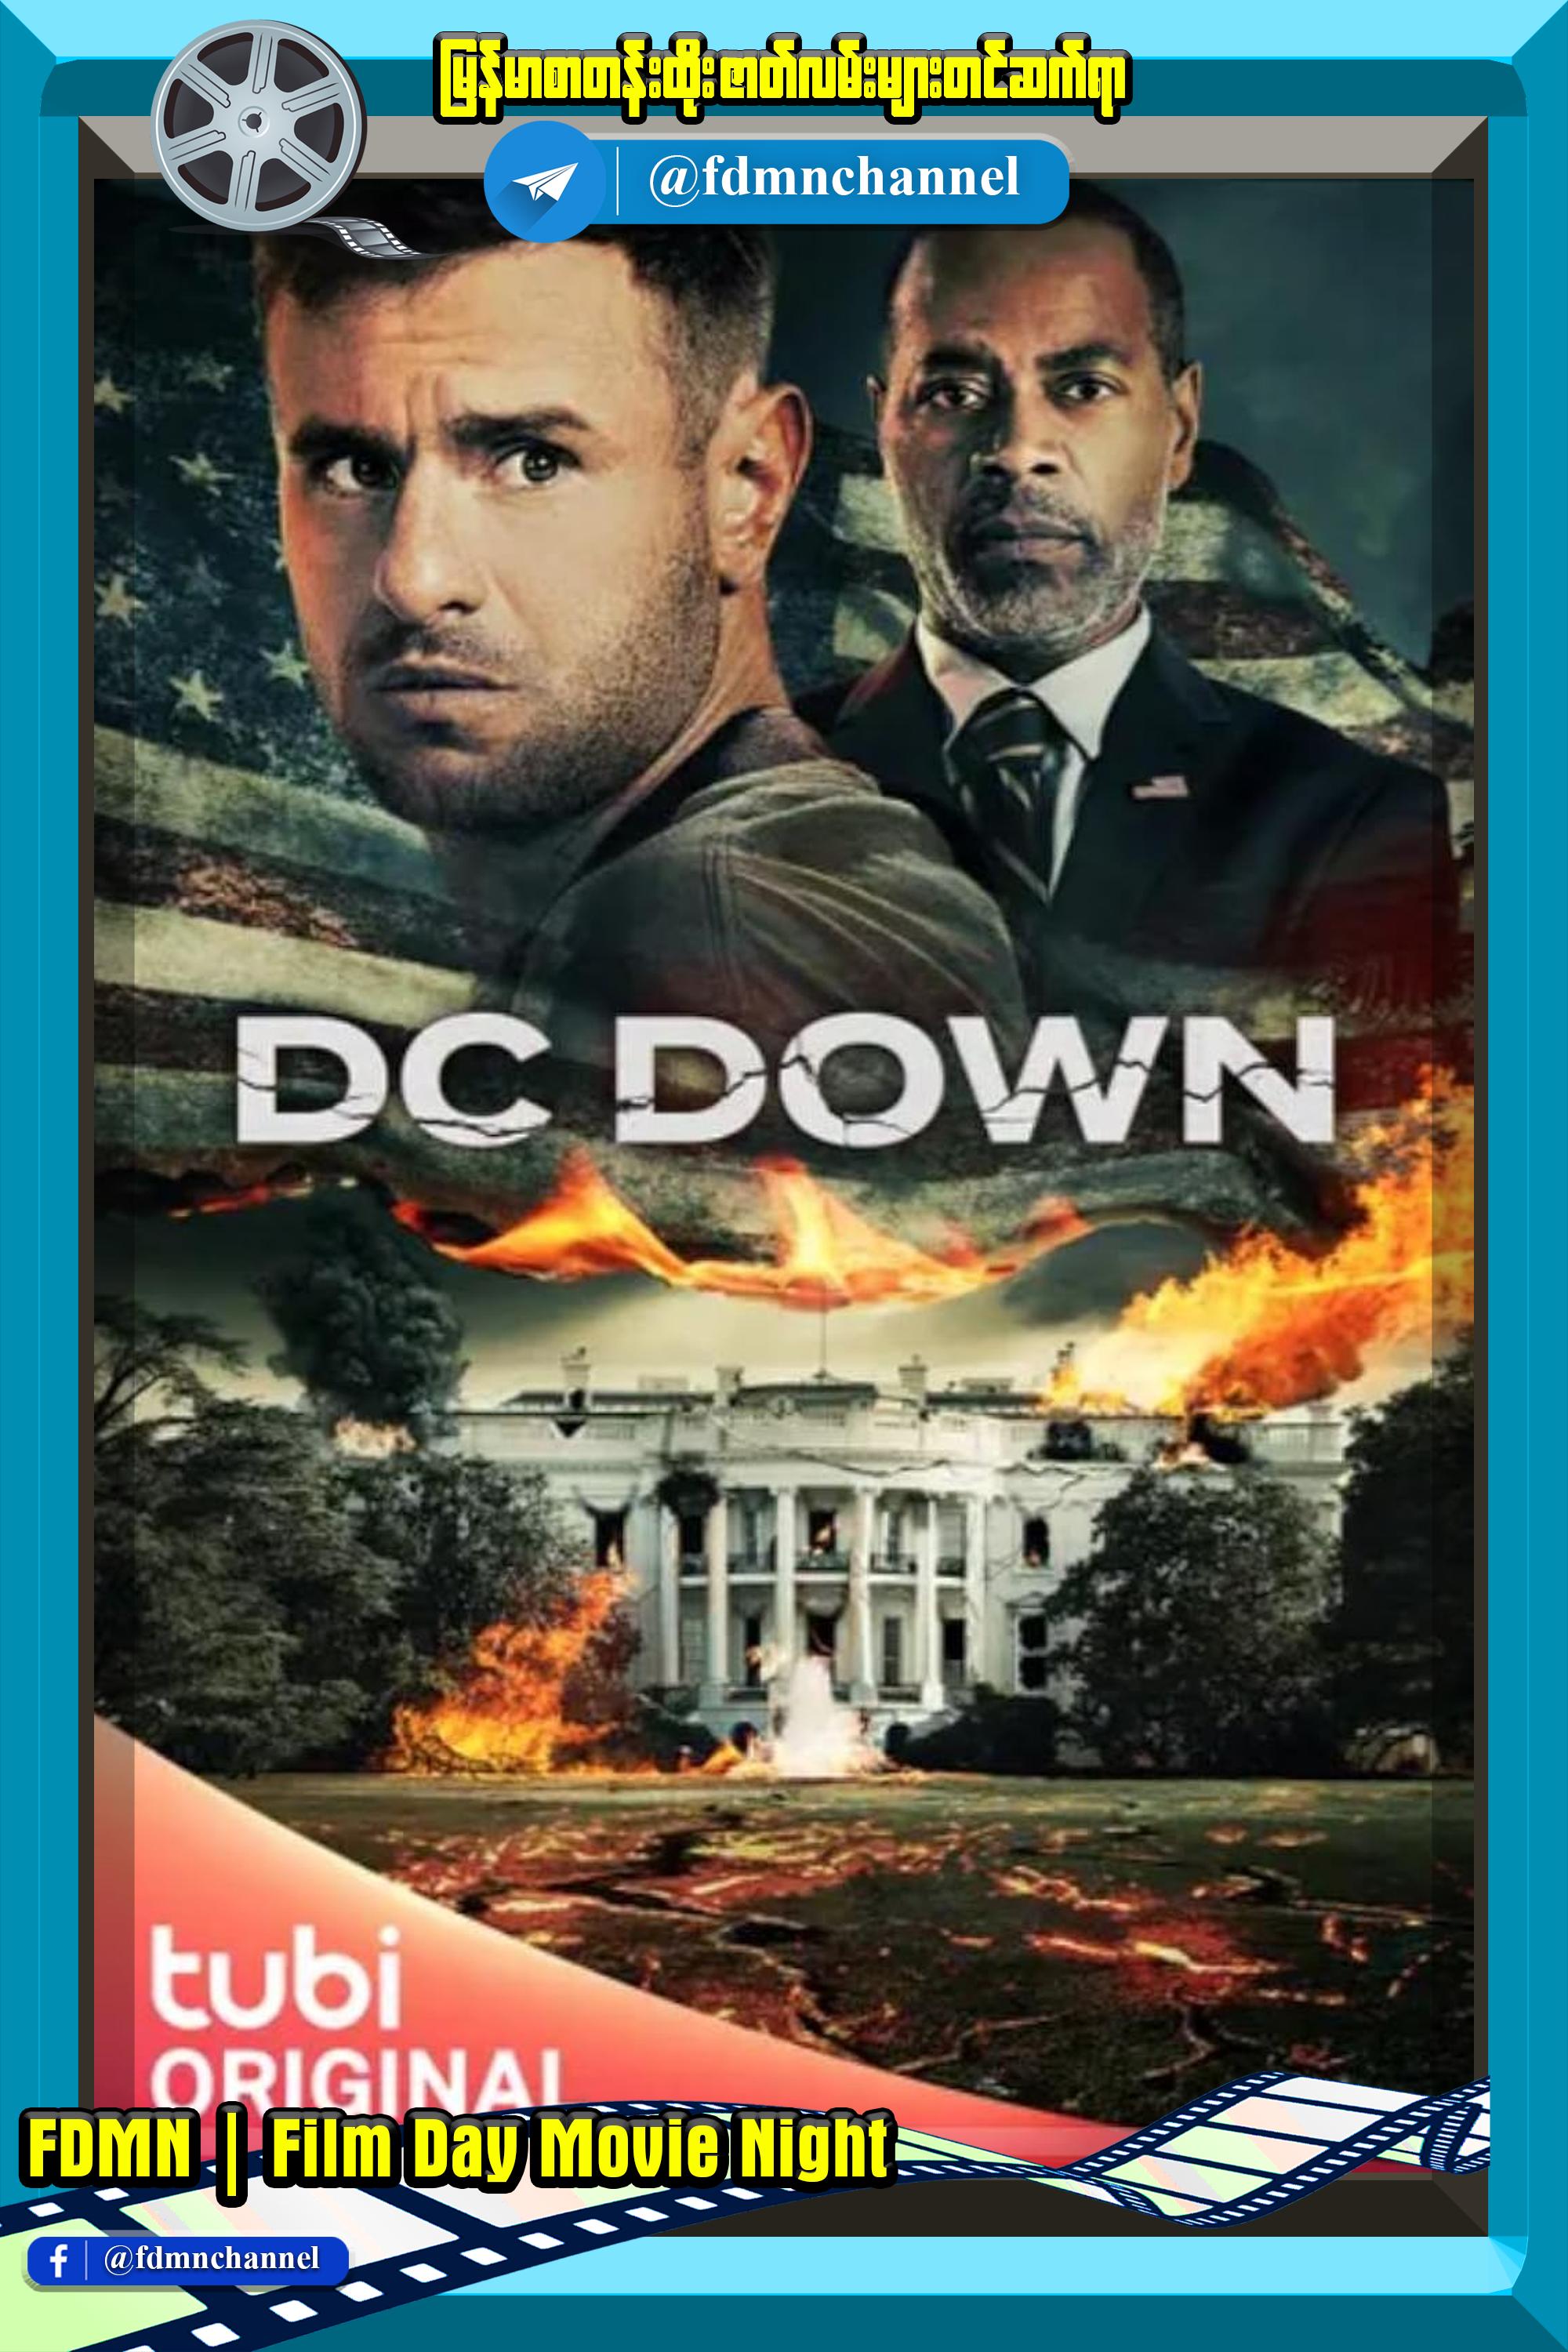 မြန်မာစာတန်းထိုး ဇာတ်လမ်းများတင်ဆက်ရာ
@fdmnchannel
DC DOWN
tubi
ORIGINAL
FDMN | Film Day Movie Night
@fdmnchannel